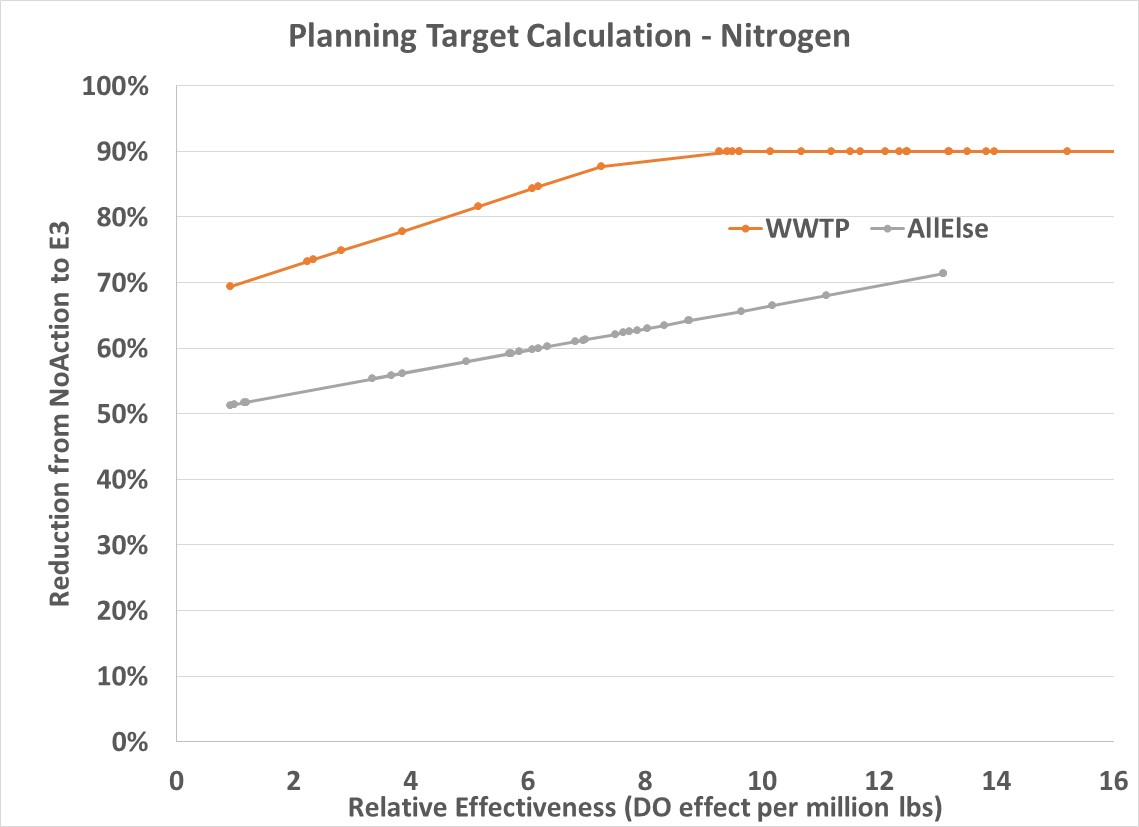 Planning Target Calculation - Nitrogen
Reduction from NoAction to E3
100%
90%
80%
70%
60%
50%
40%
30%
20%
10%
0%
WWTP AllElse
0 2 4 6 8 10 12 14 16
Relative Effectiveness (DO effect per million lbs)